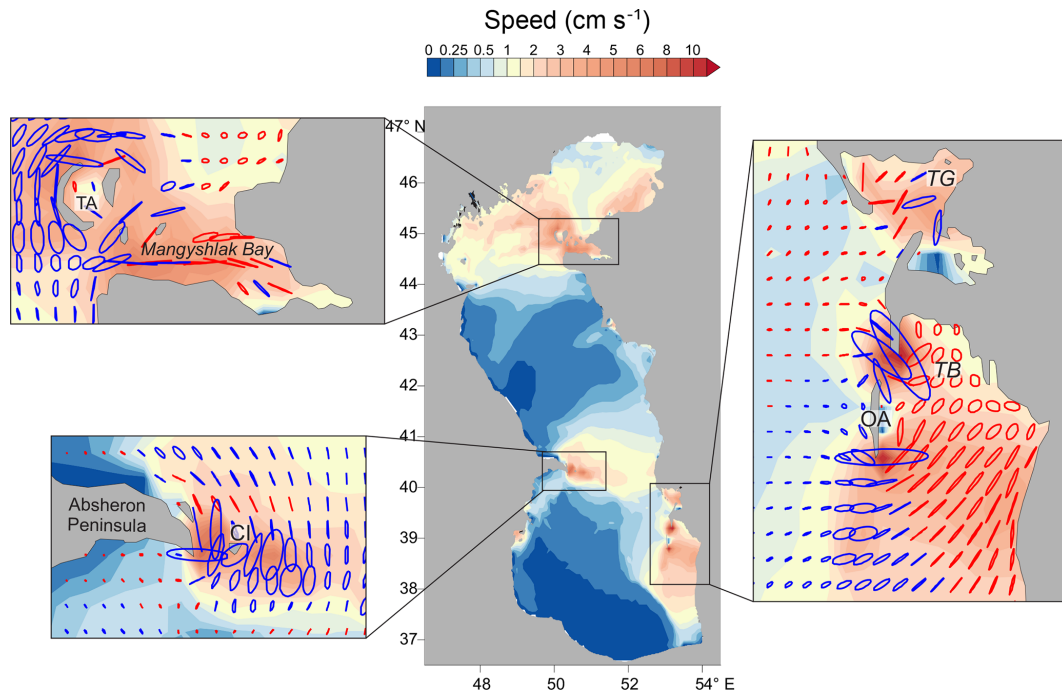 Speed (cm s⁻¹)
0 0.25 0.5 1 2 3 4 5 6 8 10
47° N
46
45
44
43
42
41
40
39
38
37
48 50 52 54° E
TA
Mangyshlak Bay
Absheron
Peninsula
CI
TG
TB
OA